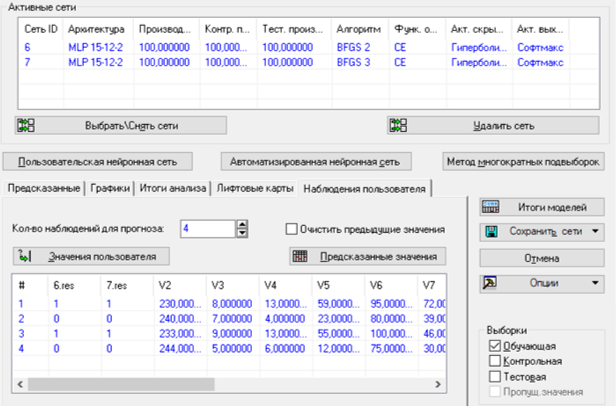 Активные сети
Сеть ID Архитектура Производ... Контр. п... Тест. произ... Алгоритм Функ. о... Акт. скры... Акт. вых...
6 MLP 15-12-2 100,000000 100,000... 100,000000 BFGS 2 CE Гиперболи... Софтмакс
7 MLP 15-12-2 100,000000 100,000... 100,000000 BFGS 3 CE Гиперболи... Софтмакс
Выбрать\Снять сети Удалить сеть
Пользовательская нейронная сеть Автоматизированная нейронная сеть Метод многократных подвыборок
Предсказанные Графики Итоги анализа Лифтовые карты Наблюдения пользователя
Кол-во наблюдений для прогноза: 4 Очистить предыдущие значения
Значения пользователя Предсказанные значения
# 6.res 7.res V2 V3 V4 V5 V6 V7
1 1 1 230,000... 8,000000 13,0000... 59,0000... 95,0000... 72,00
2 0 0 240,000... 7,000000 4,000000 23,0000... 80,0000... 39,00
3 1 1 233,000... 9,000000 13,0000... 55,0000... 100,000... 46,00
4 0 0 244,000... 5,000000 6,000000 12,0000... 75,0000... 30,00
Итоги моделей
Сохранить сети
Отмена
Опции
Выборки
Обучающая
Контрольная
Тестовая
Пропущ.значения